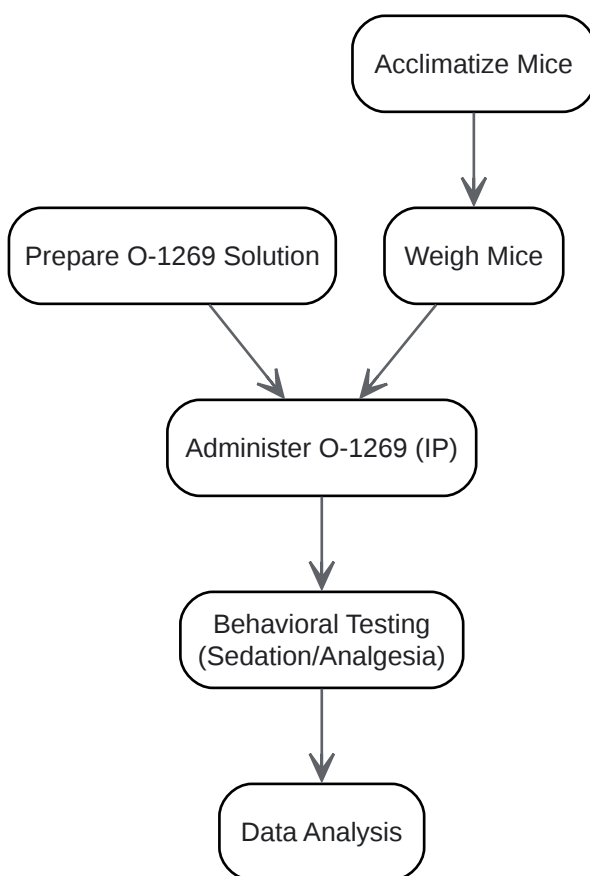 Acclimatize Mice
Prepare O-1269 Solution
Weigh Mice
Administer O-1269 (IP)
Behavioral Testing
(Sedation/Analgesia)
Data Analysis